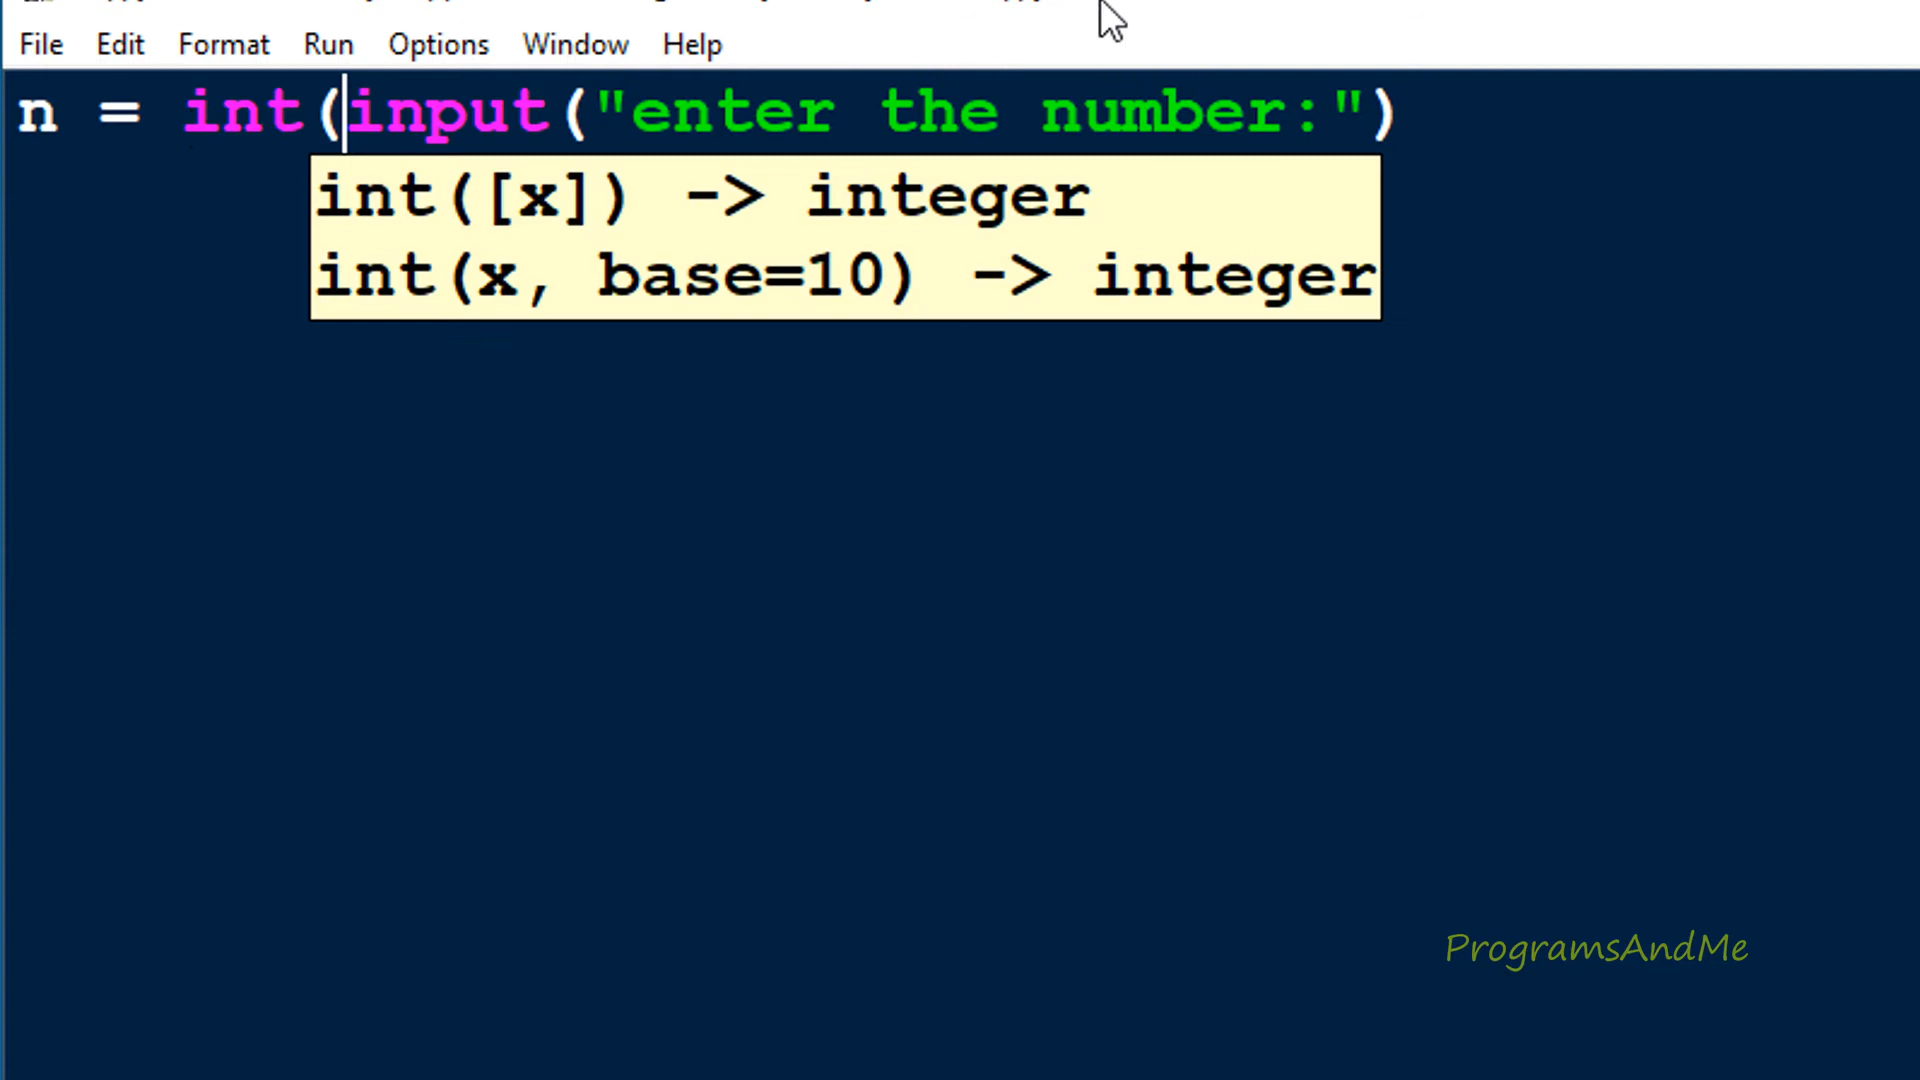 File Edit Format Run Options Window Help
n = int(input("enter the number:")
int([x]) -> integer
int(x, base=10) -> integer
ProgramsAndMe